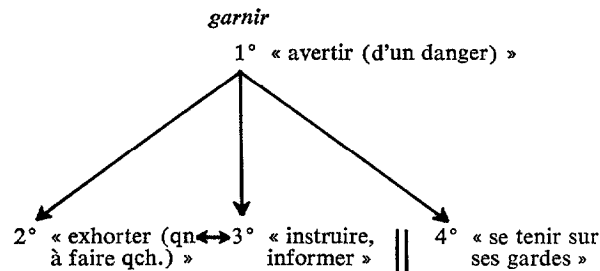 garnir
1° « avertir (d'un danger) »
2° « exhorter (qn 3° « instruire, 4° « se tenir sur
à faire qch.) » informer » ses gardes »